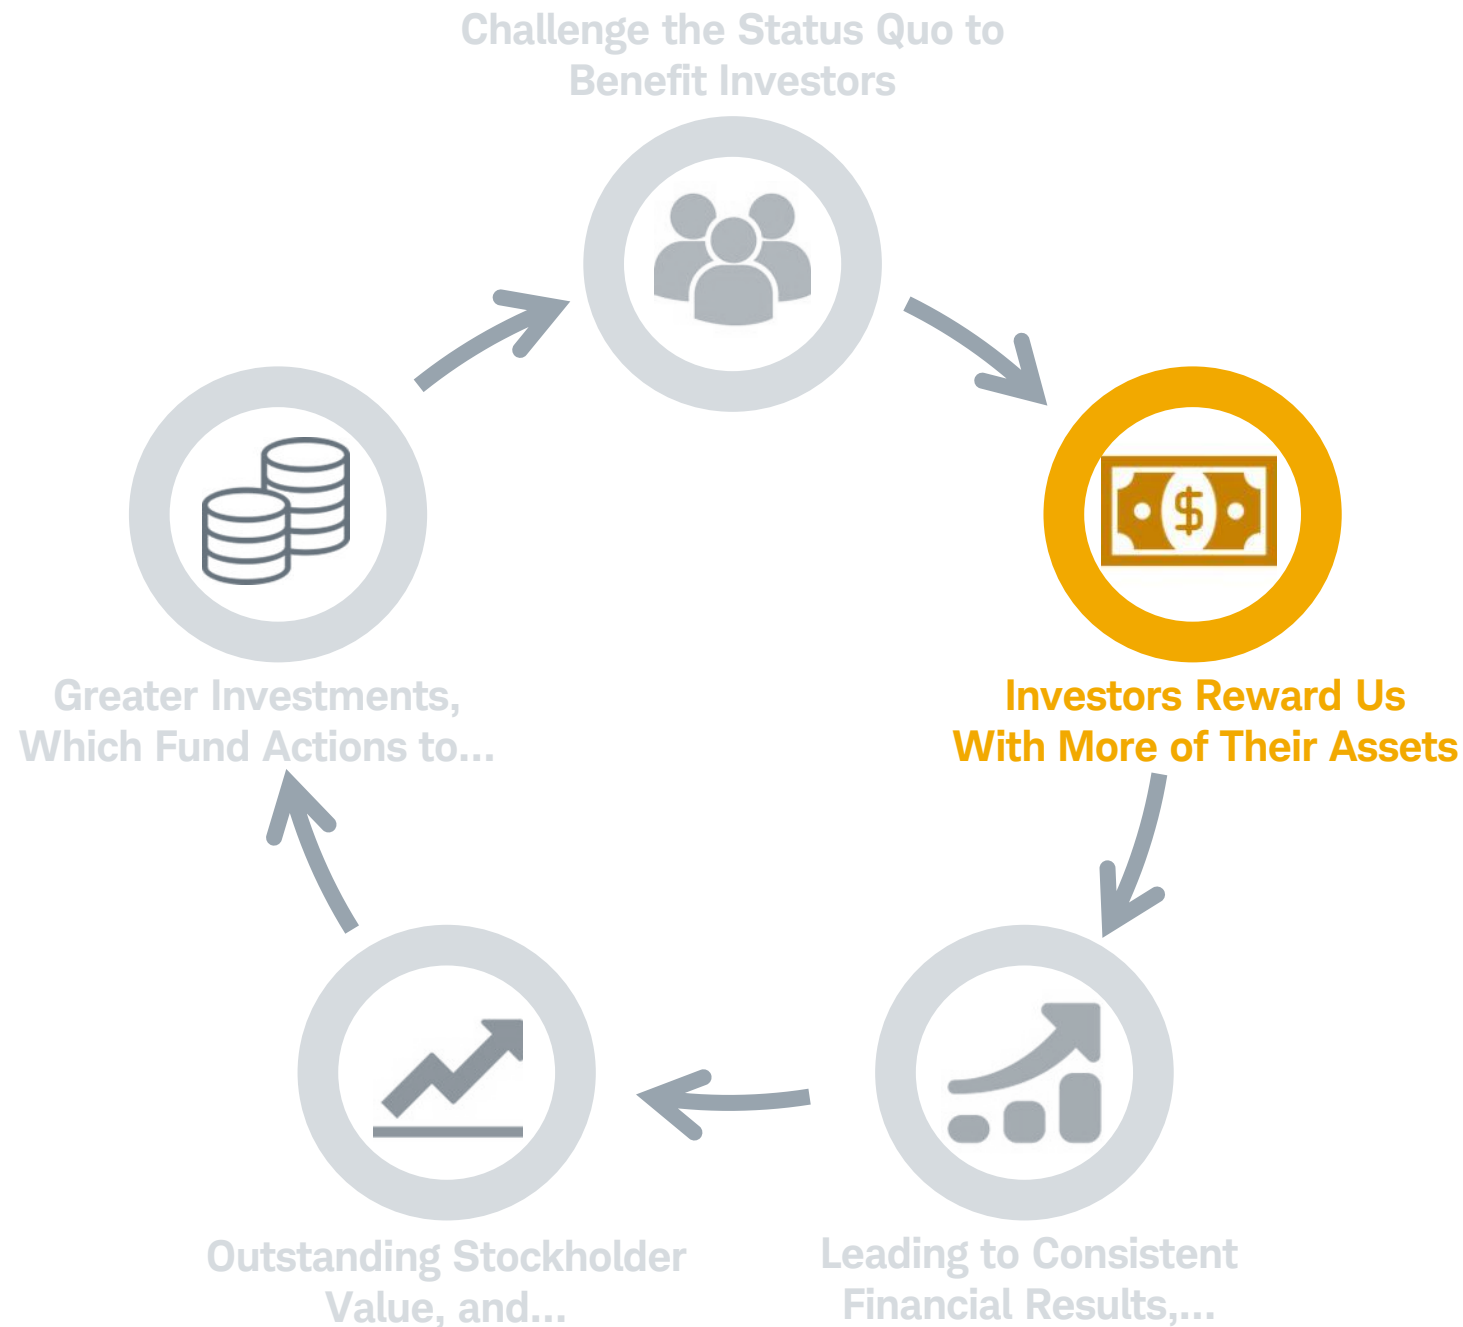 Challenge the Status Quo to
Benefit Investors
$
Investors Reward Us
With More of Their Assets
Leading to Consistent
Financial Results,...
Outstanding Stockholder
Value, and...
Greater Investments,
Which Fund Actions to...